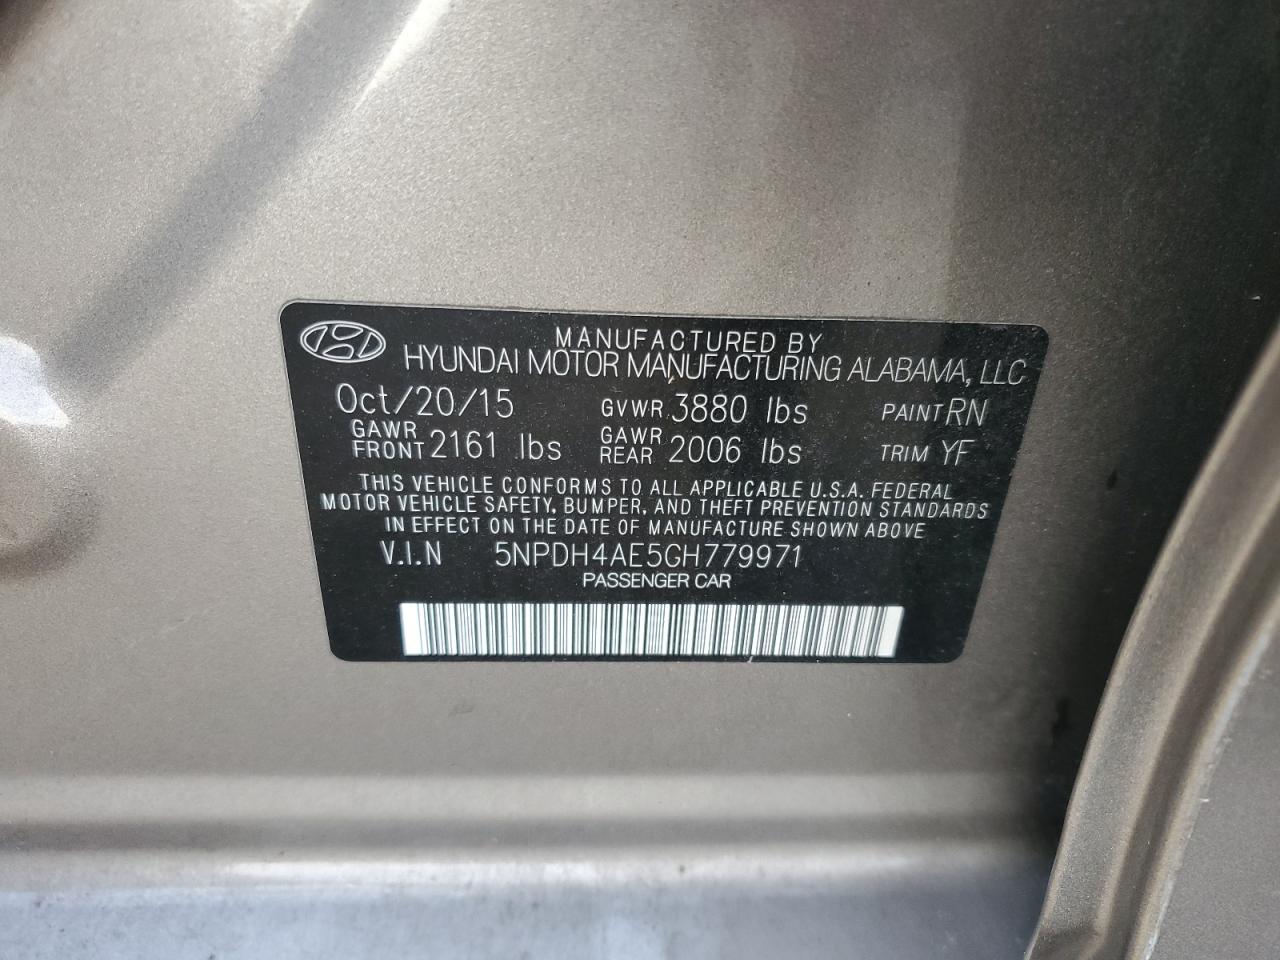 MANUFACTURED BY
HYUNDAI MOTOR MANUFACTURING ALABAMA, LLC
Oct/20/15 GVWR 3880 lbs PAINT RN
GAWR FRONT 2161 lbs GAWR REAR 2006 lbs TRIM YF
THIS VEHICLE CONFORMS TO ALL APPLICABLE U.S.A. FEDERAL
MOTOR VEHICLE SAFETY, BUMPER, AND THEFT PREVENTION STANDARDS
IN EFFECT ON THE DATE OF MANUFACTURE SHOWN ABOVE
V.I.N 5NPDH4AE5GH779971
PASSENGER CAR